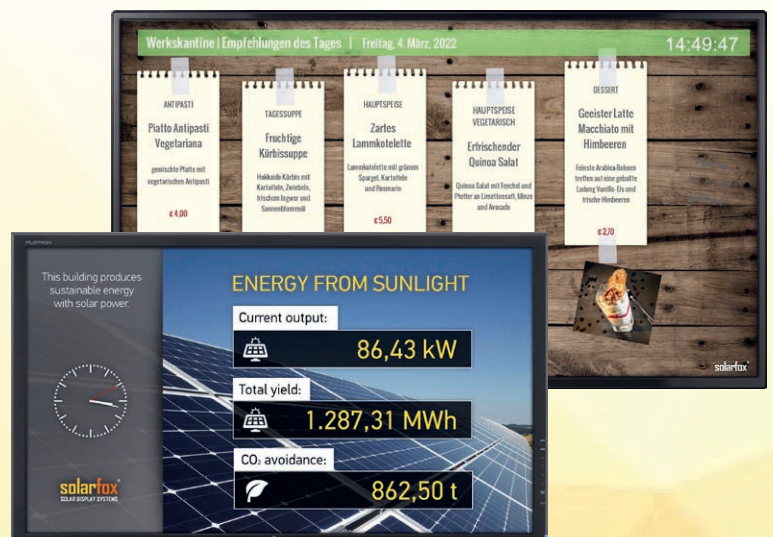 Werkskantine | Empfehlungen des Tages | Freitag, 4. März, 2022
14:49:47
ANTIPASTI
Piatto Antipasti
Vegetariana
gemischte Platte mit
vegetarischen Antipasti
€ 4,00
TAGESSUPPE
Fruchtige
Kürbissuppe
Hokkaido Kürbis mit
Kartoffeln, Zwiebeln,
frischem Ingwer und
Sonnenblumenöl
HAUPTSPEISE
Zartes
Lammkotelette
Lammkotelette mit grünem
Spargel, Kartoffeln
und Rosmarin
€ 5,50
HAUPTSPEISE
VEGETARISCH
Erfrischender
Quinoa Salat
Quinoa Salat mit Fenchel und
Pfeffer an Limettensaft, Minze
und Avocado
DESSERT
Geeister Latte
Macchiato mit
Himbeeren
Feinste Arabica Bohnen
treffen auf eine geballte
Ladung Vanille-Eis und
frische Himbeeren
€ 2,70
solarfox
PLATRON
This building produces
sustainable energy
with solar power.
solarfox
SOLAR DISPLAY SYSTEMS
ENERGY FROM SUNLIGHT
Current output:
86,43 kW
Total yield:
1.287,31 MWh
CO₂ avoidance:
862,50 t